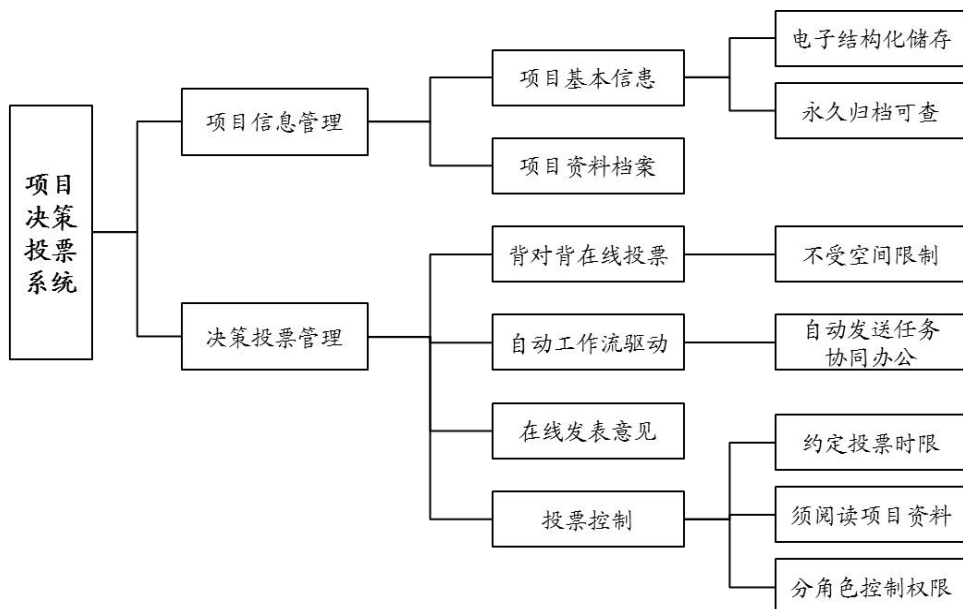 项目
决策
投票
系统
项目信息管理
决策投票管理
项目基本信患
项目资料档案
背对背在线投票
自动工作流驱动
在线发表意见
投票控制
电子结构化储存
永久归档可查
不受空间限制
自动发送任务
协同办公
约定投票时限
须阅读项目资料
分角色控制权限